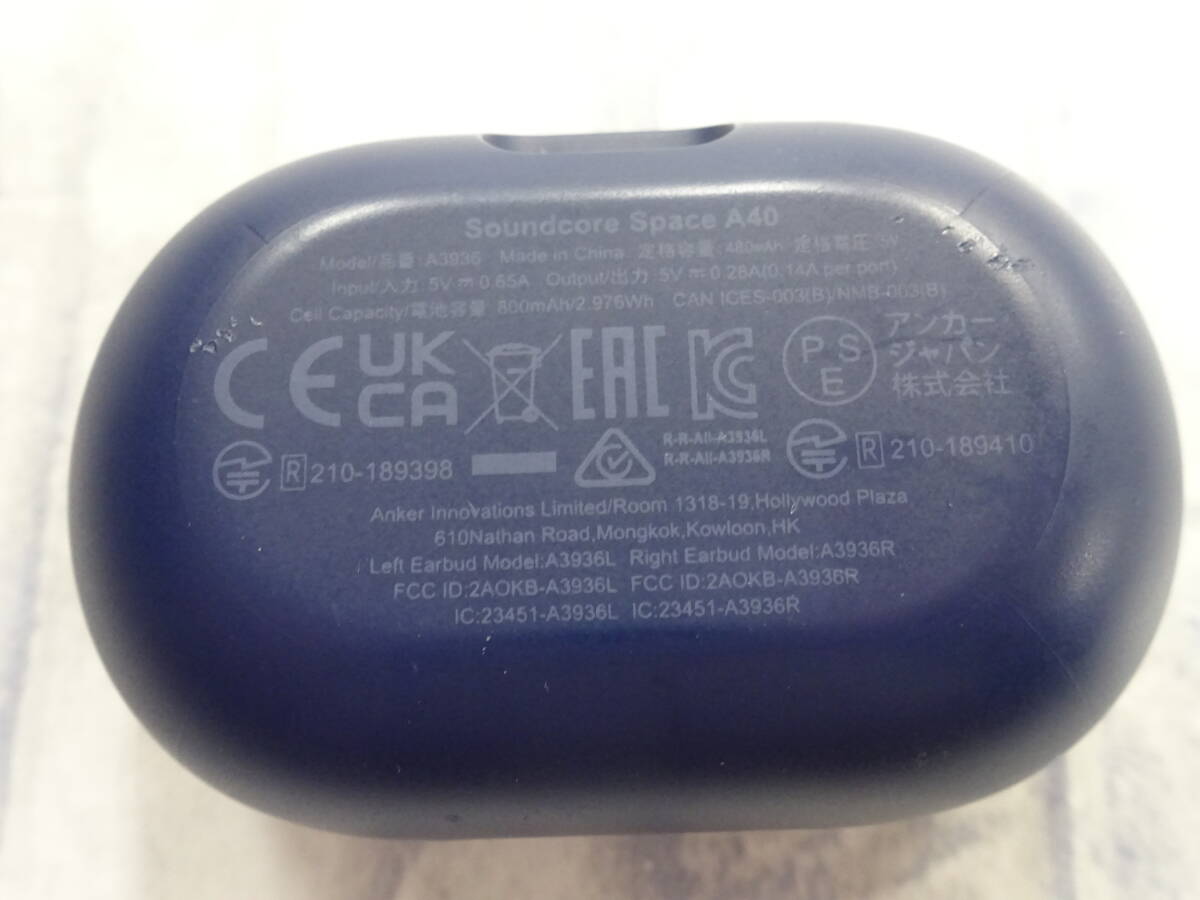 Soundcore Space A40
Model/品番: A3936 Made in China 定格容量: 480mAh 定格電圧: 5V
Input/入力: 5V⎓0.65A Output/出力: 5V⎓0.28A(0.14A per port)
Cell Capacity/電池容量: 800mAh/2.976Wh CAN ICES-003(B)/NMB-003(B)
CE UK CA EAC KC PSE アンカー
ジャパン
株式会社
R 210-189398 R-R-AII-A3936L R 210-189410
R-R-AII-A3936R
Anker Innovations Limited/Room 1318-19,Hollywood Plaza
610Nathan Road,Mongkok,Kowloon,HK
Left Earbud Model:A3936L Right Earbud Model:A3936R
FCC ID:2AOKB-A3936L FCC ID:2AOKB-A3936R
IC:23451-A3936L IC:23451-A3936R